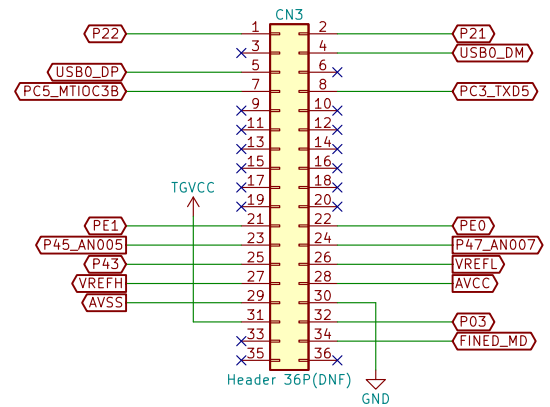 CN3
P22 1 2 P21
3 4 USB0_DM
USB0_DP 5 6
PC5_MTIOC3B 7 8 PC3_TXD5
9 10
11 12
13 14
15 16
17 18
TGVCC
19 20
PE1 21 22 PE0
P45_AN005 23 24 P47_AN007
P43 25 26 VREFL
VREFH 27 28 AVCC
AVSS 29 30
31 32 P03
33 34 FINED_MD
35 36
Header 36P(DNF)
GND